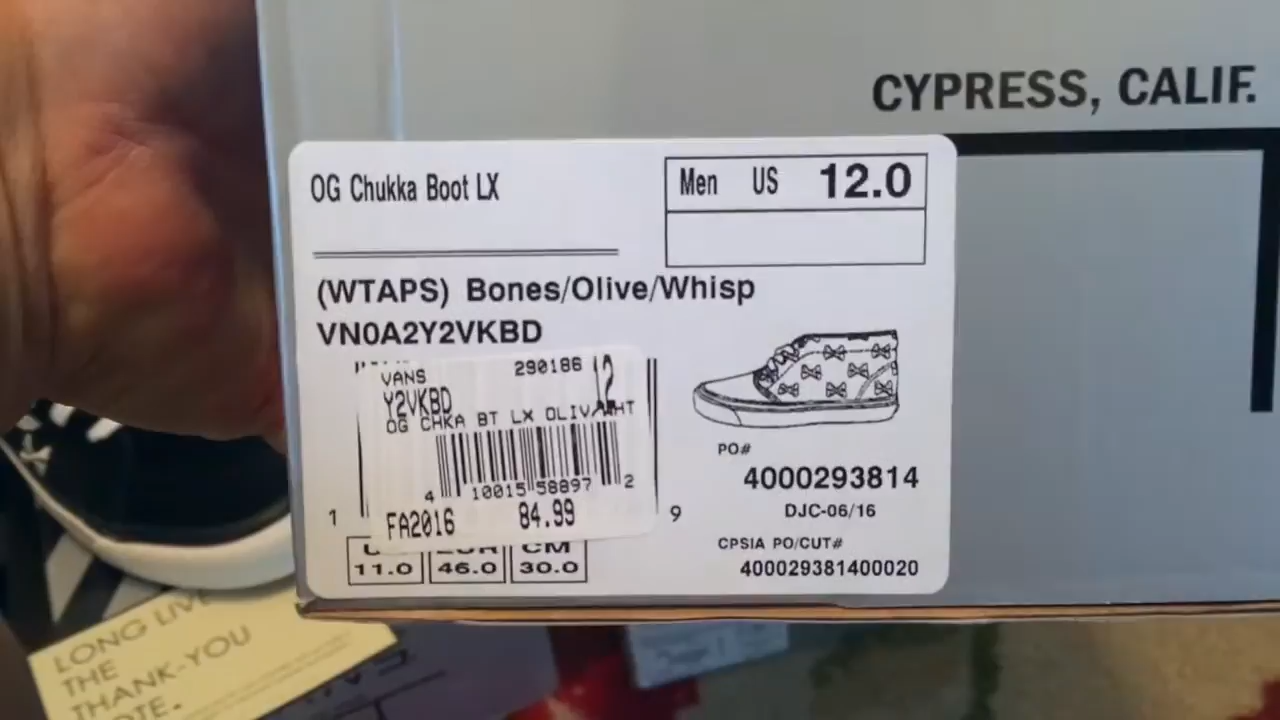 CYPRESS, CALIF.
OG Chukka Boot LX
Men US 12.0
(WTAPS) Bones/Olive/Whisp
VN0A2Y2VKBD
VANS 290186 12
Y2VKBD
OG CHKA BT LX OLIV/WHT
4 10015 58897 2
FA2016 84.99
1 9
CM
11.0 46.0 30.0
PO#
4000293814
DJC-06/16
CPSIA PO/CUT#
400029381400020
LONG LIVE
THE
THANK-YOU
NOTE.